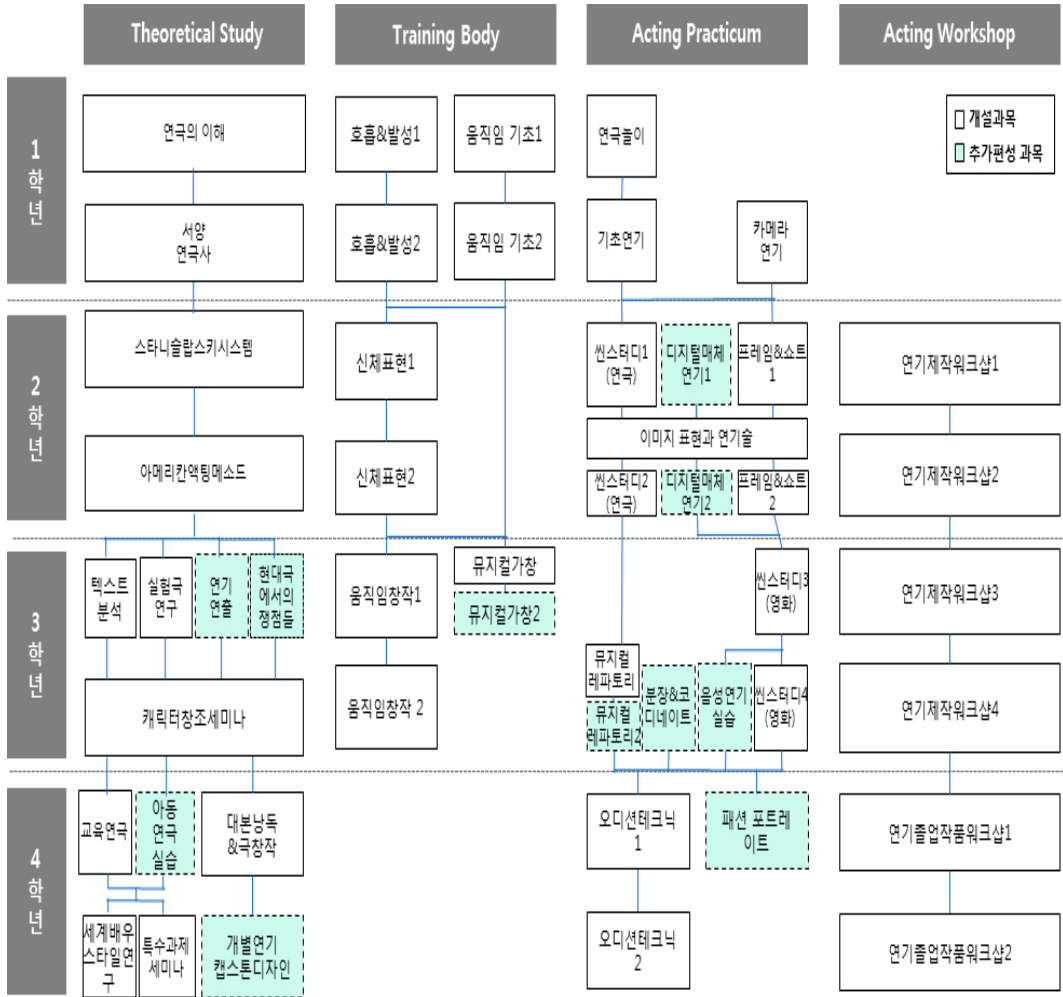 Theoretical Study
Training Body
Acting Practicum
Acting Workshop
1
학
년
연극의 이해
호흡&발성1
움직임 기초1
연극놀이
개설과목
추가편성 과목
서양
연극사
호흡&발성2
움직임 기초2
기초연기
카메라
연기
2
학
년
스타니슬랍스키시스템
신체표현1
씬스터디1
(연극)
디지털매체
연기1
프레임&쇼트
1
연기제작워크샵1
이미지 표현과 연기술
아메리칸액팅메소드
신체표현2
씬스터디2
(연극)
디지털매체
연기2
프레임&쇼트
2
연기제작워크샵2
3
학
년
텍스트
분석
실험극
연구
연기
연출
현대극
에서의
쟁점들
움직임창작1
뮤지컬가창
뮤지컬가창2
씬스터디3
(영화)
연기제작워크샵3
캐릭터창조세미나
움직임창작 2
뮤지컬
레파토리
뮤지컬
레파토리2
분장&코
디네이트
음성연기
실습
씬스터디4
(영화)
연기제작워크샵4
4
학
년
교육연극
아동
연극
실습
대본낭독
&극창작
오디션테크닉
1
패션 포트레
이트
연기졸업작품워크샵1
세계배우
스타일연
구
특수과제
세미나
개별연기
캡스톤디자인
오디션테크닉
2
연기졸업작품워크샵2